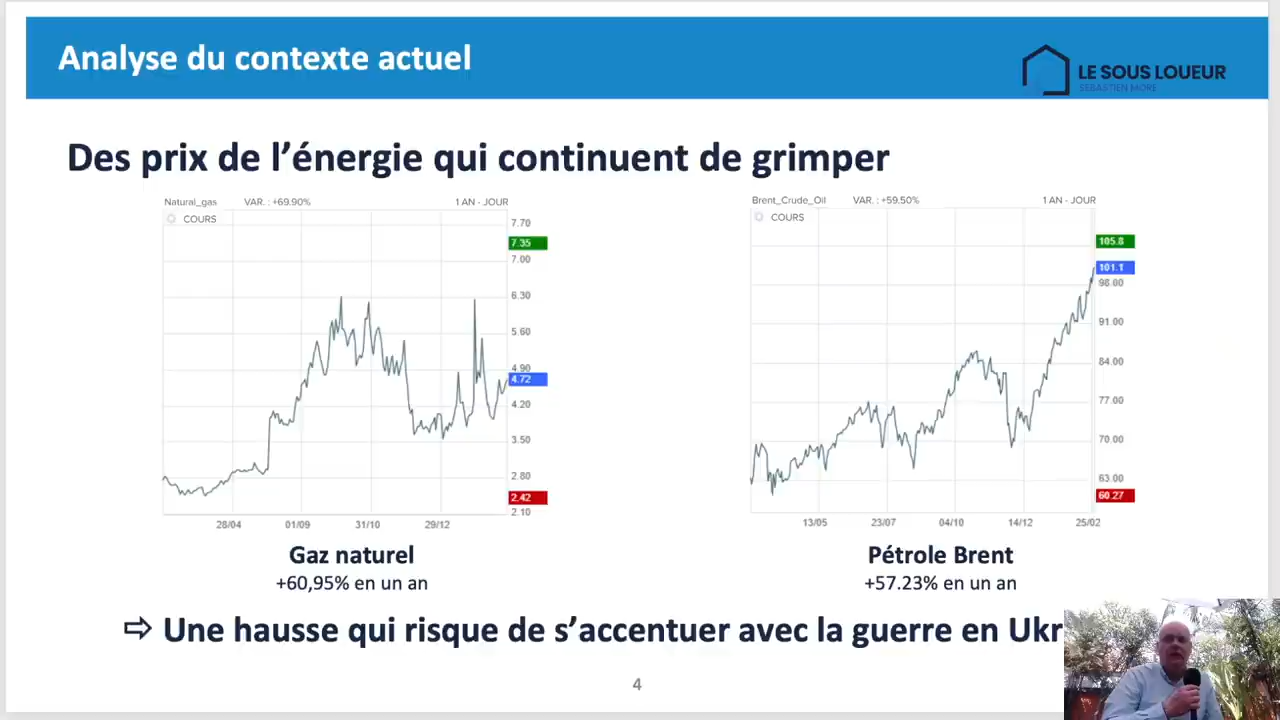 Analyse du contexte actuel
LE SOUS LOUEUR
SÉBASTIEN MORE
Des prix de l’énergie qui continuent de grimper
Natural_gas VAR. : +69.90% 1 AN - JOUR
COURS
7.70
7.35
7.00
6.30
5.60
4.90
4.72
4.20
3.50
2.80
2.42
2.10
28/04 01/09 31/10 29/12
Brent_Crude_Oil VAR. : +59.50% 1 AN - JOUR
COURS
105.8
101.1
98.00
91.00
84.00
77.00
70.00
63.00
60.27
13/05 23/07 04/10 14/12 25/02
Gaz naturel
+60,95% en un an
Pétrole Brent
+57.23% en un an
⇨ Une hausse qui risque de s’accentuer avec la guerre en Ukr
4